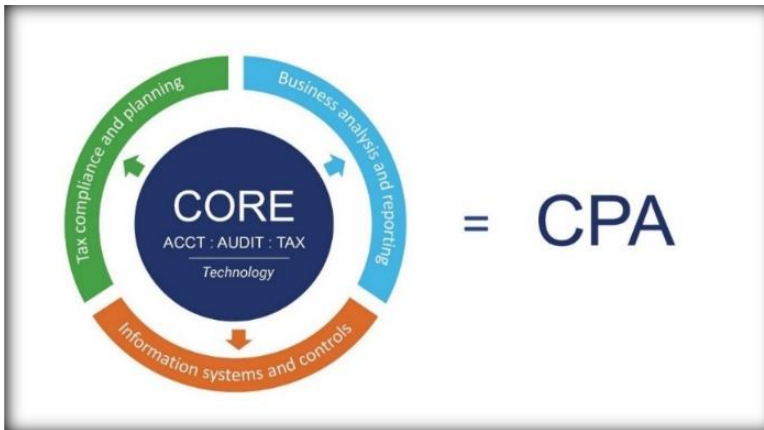 Tax compliance and planning
Business analysis and reporting
CORE
ACCT : AUDIT : TAX
Technology
Information systems and controls
= CPA